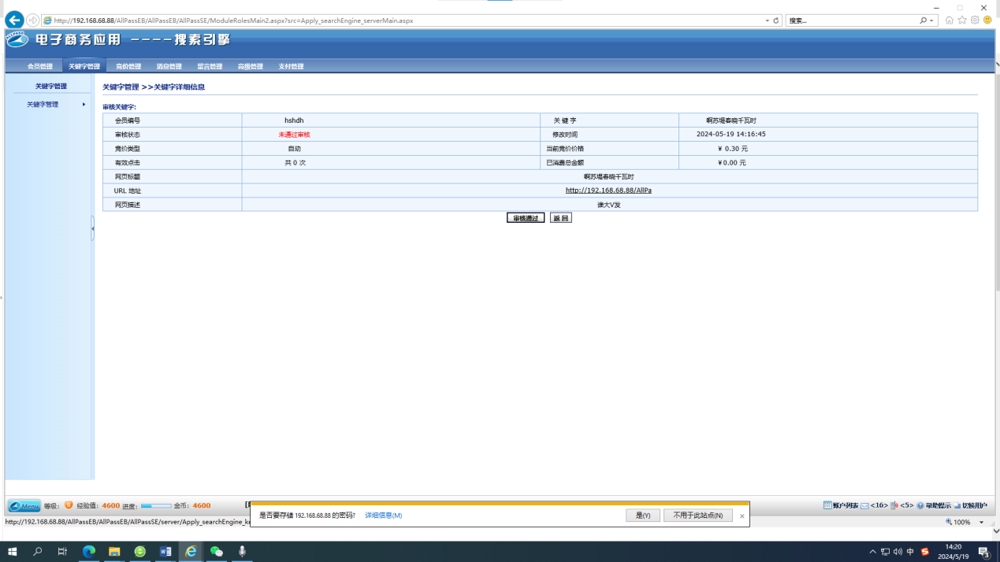 http://192.168.68.88/AllPassEB/AllPassEB/AllPassSE/ModuleRolesMain2.aspx?src=Apply_searchEngine_serverMain.aspx
搜索...
电子商务应用 ----搜索引擎
会员管理 关键字管理 竞价管理 消息管理 留言管理 高级管理 支付管理
关键字管理
关键字管理
关键字管理 >>关键字详细信息
审核关键字:
会员编号 hshdh 关 键 字 啊苏堤春晓千瓦时
审核状态 未通过审核 修改时间 2024-05-19 14:16:45
竞价类型 自动 当前竞价价格 ¥ 0.30 元
有效点击 共 0 次 已消费总金额 ¥0.00 元
网页标题 啊苏堤春晓千瓦时
URL 地址 http://192.168.68.88/AllPa
网页描述 谯大V发
审核通过 返 回
Menu 等级: 经验值: 4600 进度: 金币: 4600
账户列表 <16> <5> 帮助提示 切换用户
是否要存储 192.168.68.88 的密码? 详细信息(M) 是(Y) 不用于此站点(N)
http://192.168.68.88/AllPassEB/AllPassEB/AllPassSE/server/Apply_searchEngine_ke
100%
中
14:20
2024/5/19
3